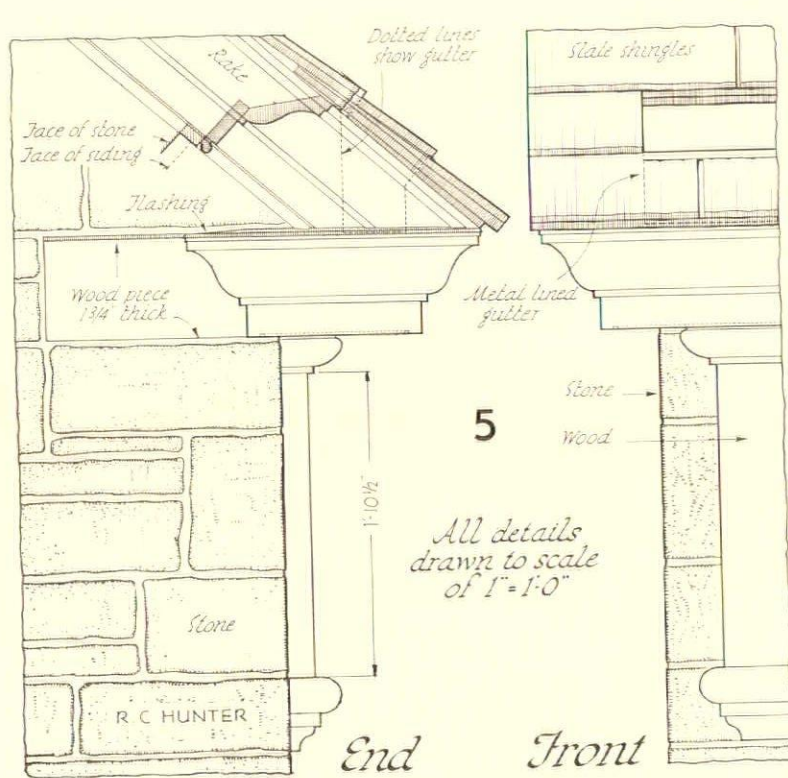 Rake
Dotted lines
show gutter
Slate shingles
Face of stone
Face of siding
Flashing
Wood piece
1 3/4" thick
Metal lined
gutter
Stone
Wood
5
1'-10 1/2"
All details
drawn to scale
of 1" = 1'-0"
Stone
R C HUNTER
End
Front